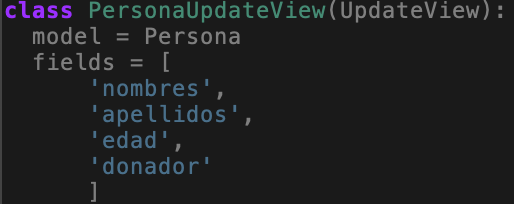 class PersonaUpdateView(UpdateView):
  model = Persona
  fields = [
      'nombres',
      'apellidos',
      'edad',
      'donador'
      ]